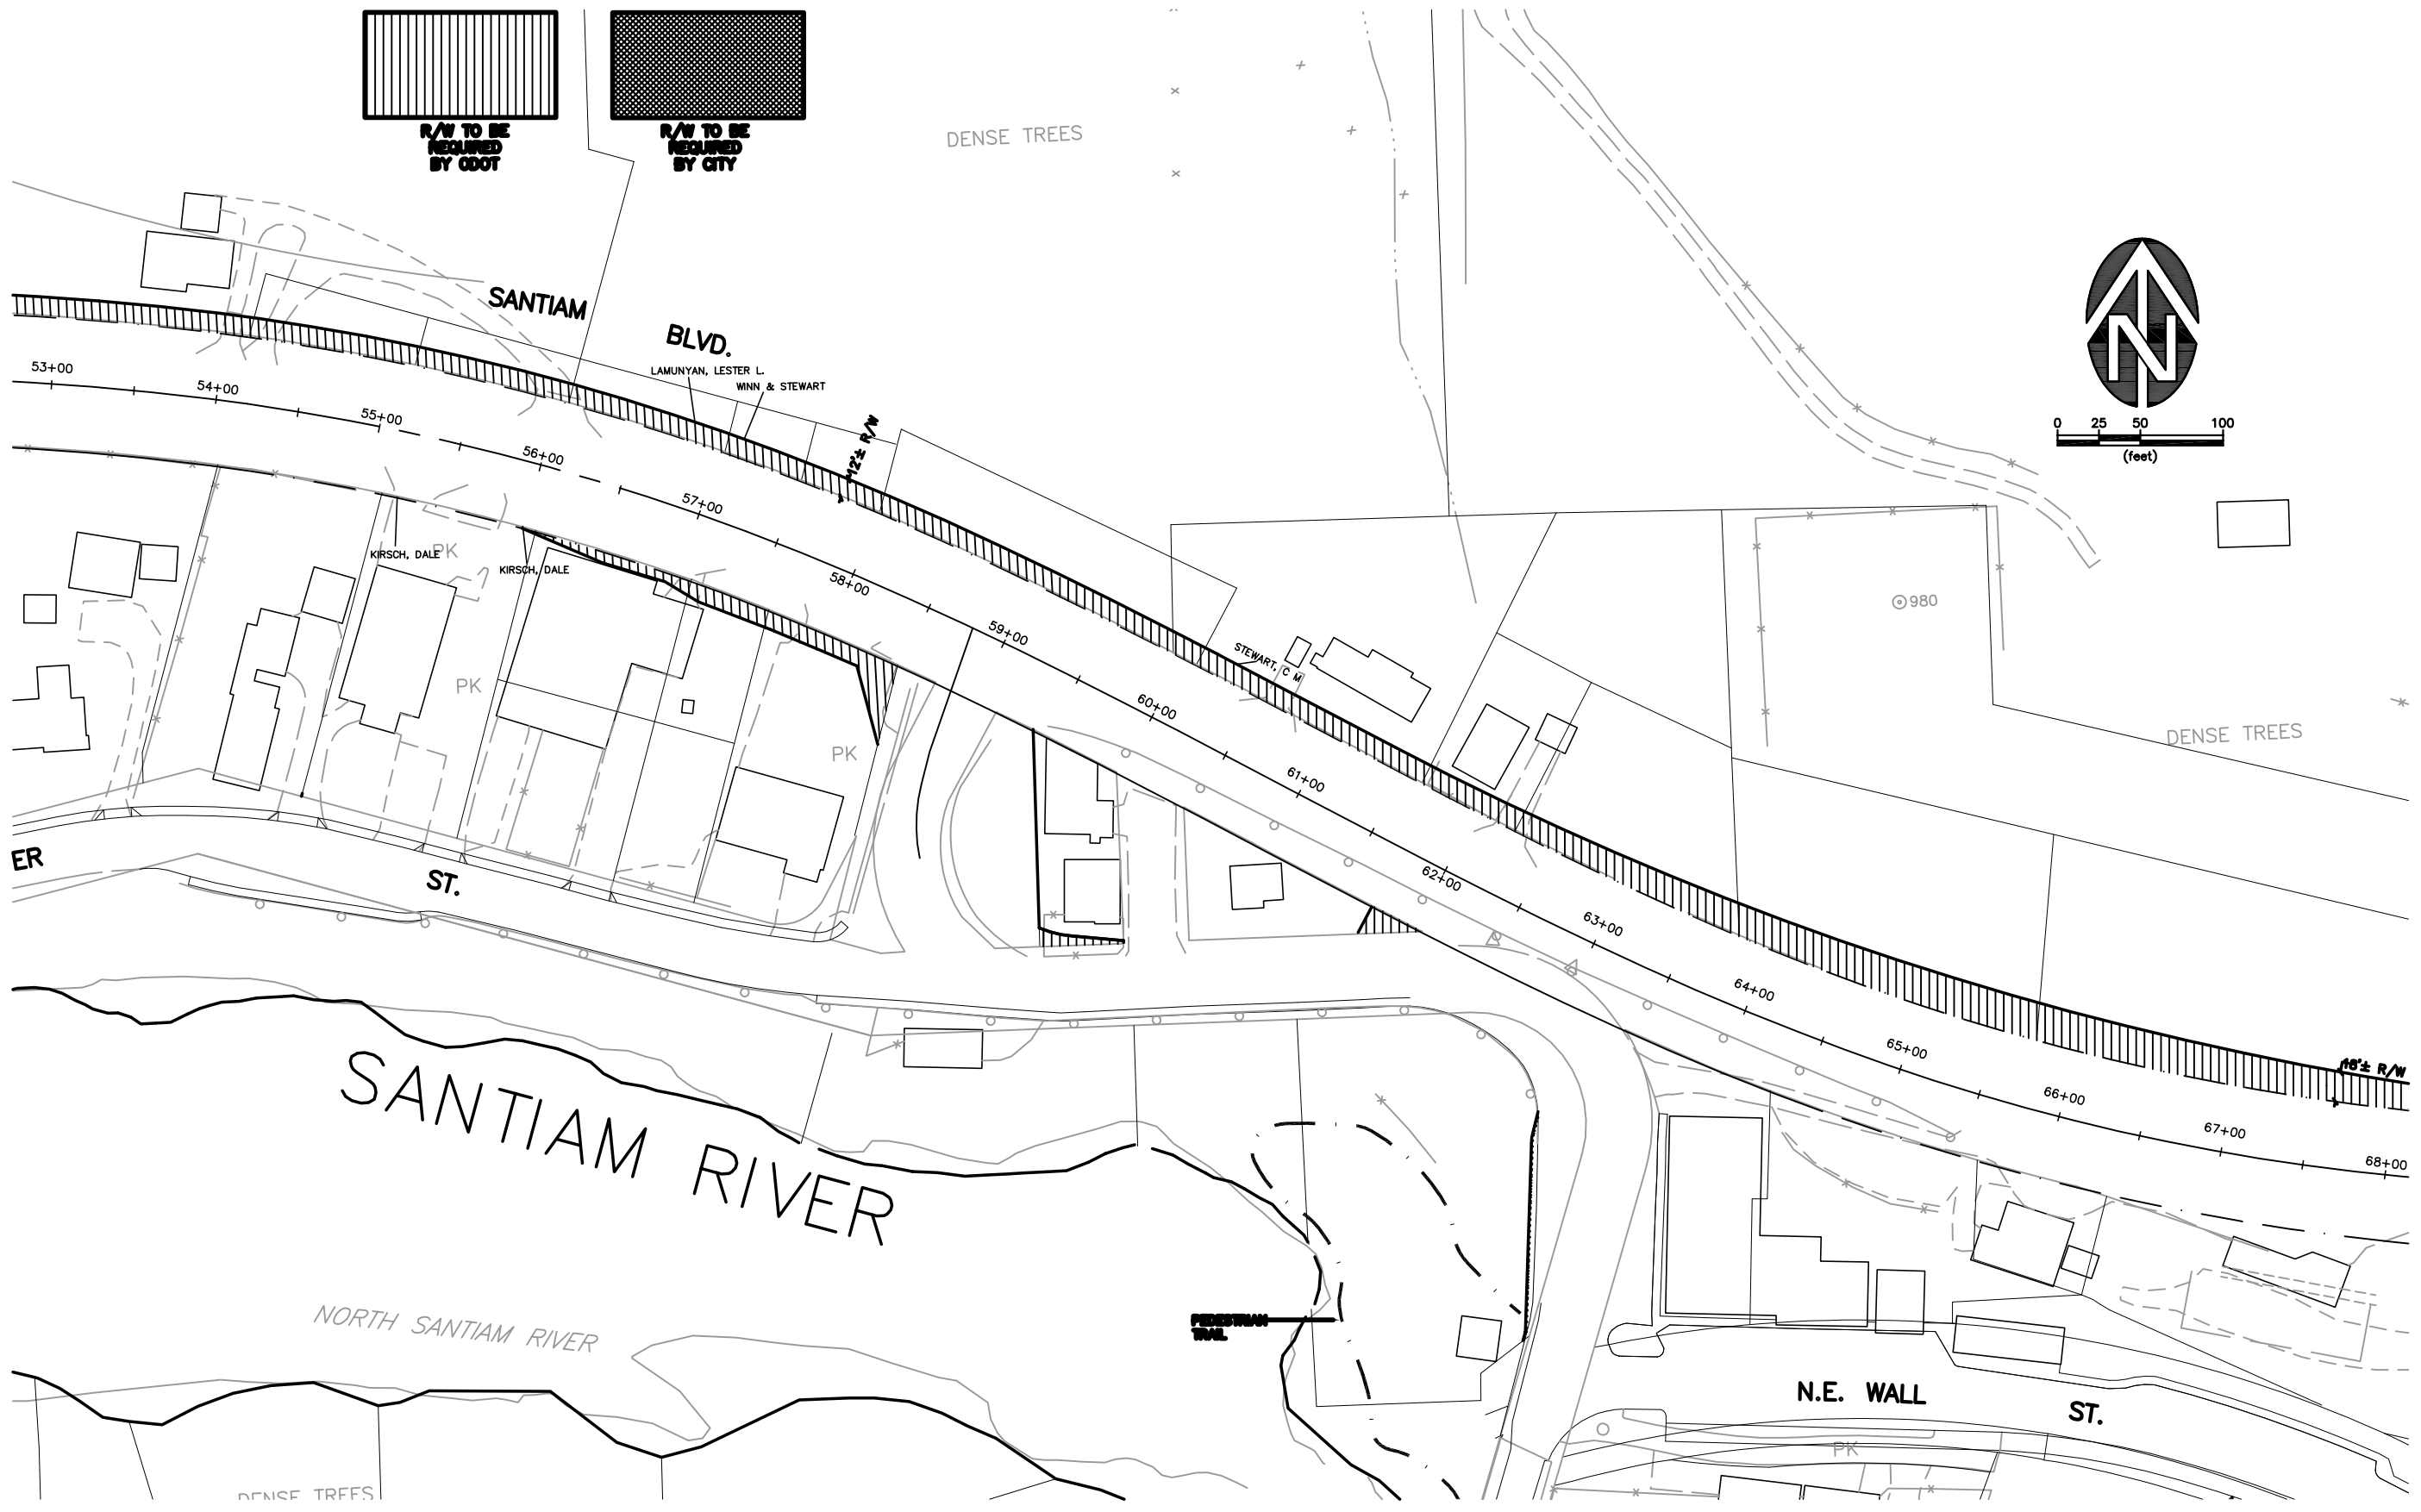 R/W TO BE
REQUIRED
BY ODOT
R/W TO BE
REQUIRED
BY CITY
DENSE TREES
SANTIAM
BLVD.
LAMUNYAN, LESTER L.
WINN & STEWART
53+00
54+00
55+00
56+00
57+00
58+00
59+00
60+00
61+00
62+00
63+00
64+00
65+00
66+00
67+00
68+00
12'± R/W
N
0 25 50 100
(feet)
KIRSCH, DALE
PK
KIRSCH, DALE
PK
PK
980
STEWART, C M
DENSE TREES
ER
ST.
18'± R/W
SANTIAM RIVER
NORTH SANTIAM RIVER
PEDESTRIAN
TRAIL
N.E. WALL
ST.
PK
DENSE TREES